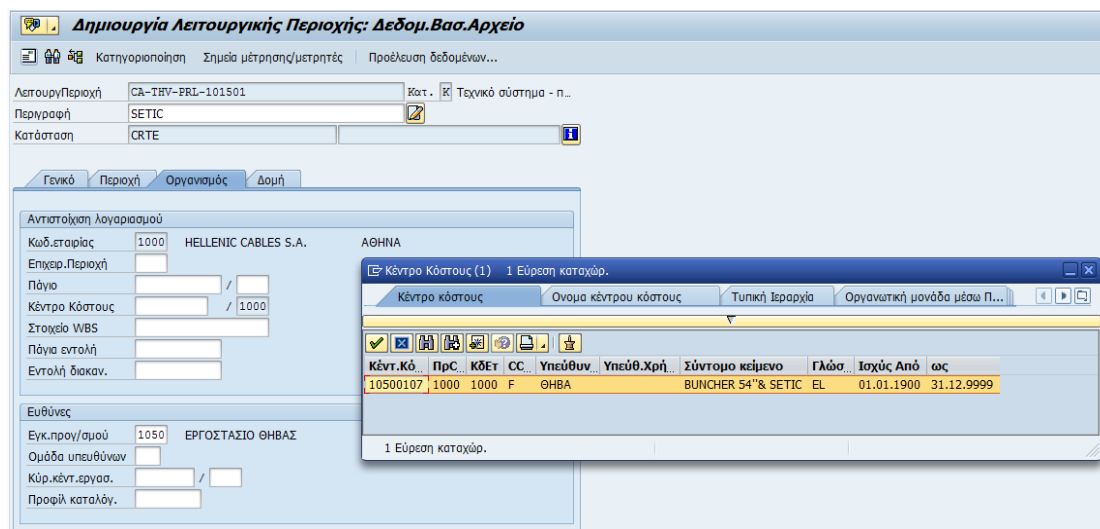 Δημιουργία Λειτουργικής Περιοχής: Δεδομ.Βασ.Αρχείο
Κατηγοριοποίηση Σημεία μέτρησης/μετρητές Προέλευση δεδομένων...
ΛειτουργΠεριοχή CA-THV-PRL-101501 Κατ. K Τεχνικό σύστημα - π...
Περιγραφή SETIC
Κατάσταση CRTE
Γενικό Περιοχή Οργανισμός Δομή
Αντιστοίχιση λογαριασμού
Κωδ.εταιρίας 1000 HELLENIC CABLES S.A. ΑΘΗΝΑ
Επιχειρ.Περιοχή
Πάγιο /
Κέντρο Κόστους / 1000
Στοιχείο WBS
Πάγια εντολή
Εντολή διακαν.
Ευθύνες
Εγκ.προγ/σμού 1050 ΕΡΓΟΣΤΑΣΙΟ ΘΗΒΑΣ
Ομάδα υπευθύνων
Κύρ.κέντ.εργασ. /
Προφίλ καταλόγ.
Κέντρο Κόστους (1) 1 Εύρεση καταχώρ.
Κέντρο κόστους Ονομα κέντρου κόστους Τυπική Ιεραρχία Οργανωτική μονάδα μέσω Π...
Κέντ.Κό... ΠρC... ΚδΕτ CC... Υπεύθυν... Υπεύθ.Χρή... Σύντομο κείμενο Γλώσ... Ισχύς Από ως
10500107 1000 1000 F ΘΗΒΑ BUNCHER 54''& SETIC EL 01.01.1900 31.12.9999
1 Εύρεση καταχώρ.